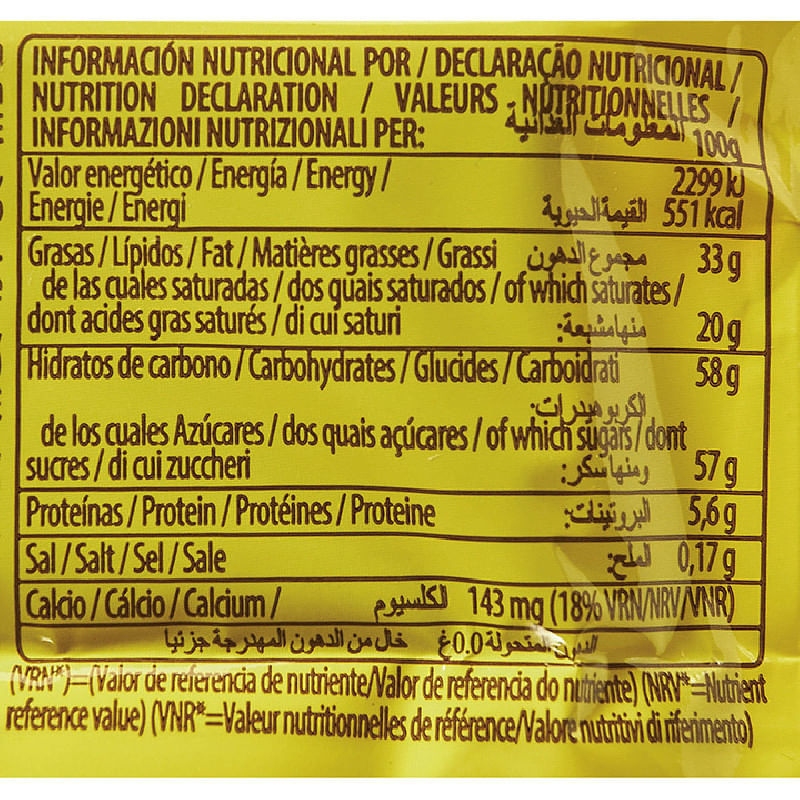 INFORMACIÓN NUTRICIONAL POR / DECLARAÇÃO NUTRICIONAL /
NUTRITION DECLARATION / VALEURS NUTRITIONNELLES /
INFORMAZIONI NUTRIZIONALI PER: المعلومات الغذائية 100g
Valor energético / Energía / Energy / 2299 kJ
Energie / Energi القيمة الحيوية 551 kcal
Grasas / Lípidos / Fat / Matières grasses / Grassi مجموع الدهون 33 g
de las cuales saturadas / dos quais saturados / of which saturates /
dont acides gras saturés / di cui saturi منها مشبعة: 20 g
Hidratos de carbono / Carbohydrates / Glucides / Carboidrati 58 g
الكربوهيدرات:
de los cuales Azúcares / dos quais açúcares / of which sugars / dont
sucres / di cui zuccheri ومنها سكر: 57 g
Proteínas / Protein / Protéines / Proteine البروتينات: 5,6 g
Sal / Salt / Sel / Sale الملح: 0,17 g
Calcio / Cálcio / Calcium / الكلسيوم 143 mg (18% VRN/NRV/VNR)
خال من الدهون المهدرجة جزئيا المتحولة 0.0غ
(VRN*)=(Valor de referencia de nutriente/Valor de referencia do nutriente) (NRV*=Nutrient
reference value) (VNR*=Valeur nutritionnelles de référence/Valore nutritivi di riferimento)